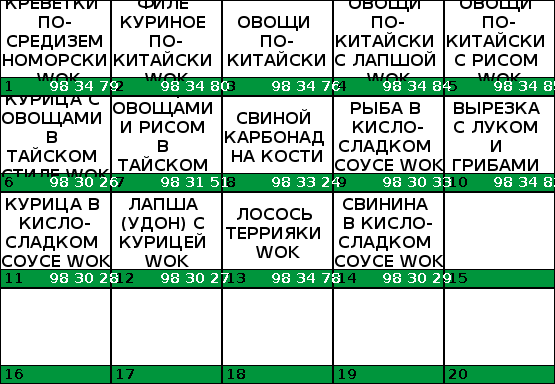 КРЕВЕТКИ
ПО-
СРЕДИЗЕМ
НОМОРСКИ
WOK
1 98 34 79
ФИЛЕ
КУРИНОЕ
ПО-
КИТАЙСКИ
WOK
2 98 34 80
ОВОЩИ
ПО-
КИТАЙСКИ
3 98 34 76
ОВОЩИ
ПО-
КИТАЙСКИ
С ЛАПШОЙ
WOK
4 98 34 84
ОВОЩИ
ПО-
КИТАЙСКИ
С РИСОМ
WOK
5 98 34 85
КУРИЦА С
ОВОЩАМИ
В
ТАЙСКОМ
СТИЛЕ WOK
6 98 30 26
ОВОЩАМИ
И РИСОМ
В
ТАЙСКОМ
7 98 31 51
СВИНОЙ
КАРБОНАД
НА КОСТИ
8 98 33 24
РЫБА В
КИСЛО-
СЛАДКОМ
СОУСЕ WOK
9 98 30 33
ВЫРЕЗКА
С ЛУКОМ
И
ГРИБАМИ
10 98 34 82
КУРИЦА В
КИСЛО-
СЛАДКОМ
СОУСЕ WOK
11 98 30 28
ЛАПША
(УДОН) С
КУРИЦЕЙ
WOK
12 98 30 27
ЛОСОСЬ
ТЕРРИЯКИ
WOK
13 98 34 78
СВИНИНА
В КИСЛО-
СЛАДКОМ
СОУСЕ WOK
14 98 30 29
15
16
17
18
19
20